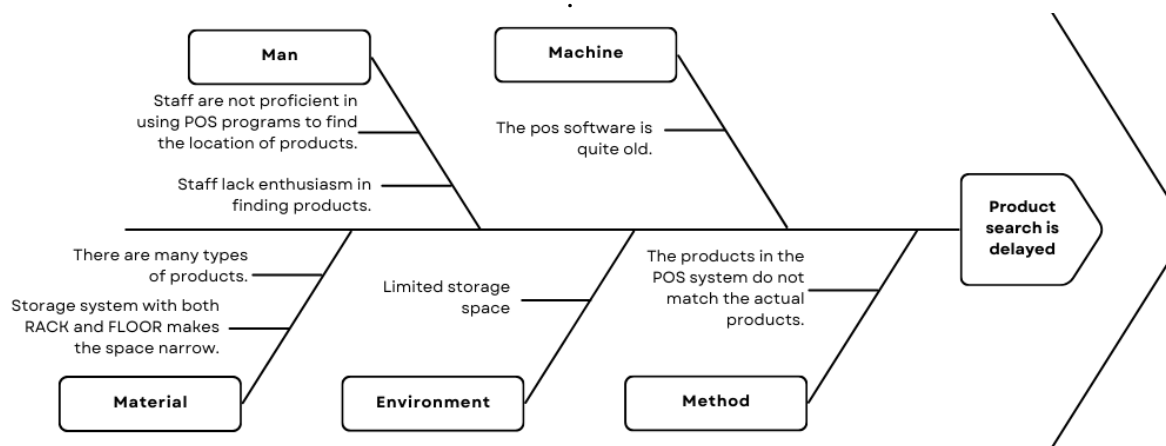 Man
Machine
Staff are not proficient in
using POS programs to find
the location of products.
The pos software is
quite old.
Staff lack enthusiasm in
finding products.
Product
search is
delayed
There are many types
of products.
Storage system with both
RACK and FLOOR makes
the space narrow.
Limited storage
space
The products in the
POS system do not
match the actual
products.
Material
Environment
Method